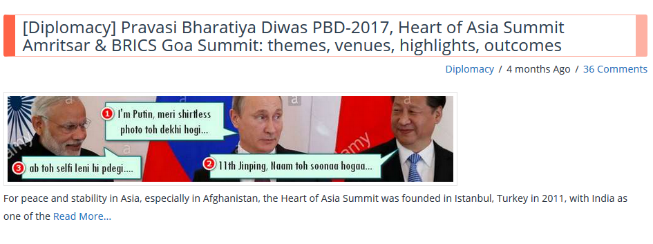 [Diplomacy] Pravasi Bharatiya Diwas PBD-2017, Heart of Asia Summit
Amritsar & BRICS Goa Summit: themes, venues, highlights, outcomes
Diplomacy / 4 months Ago / 36 Comments
a
a
1 I'm Putin, meri shirtless
photo toh dekhi hogi...
amy
2 11th Jinping, Naam toh soonaa hogaa...
3 ab toh selfi leni hi pdegi....
For peace and stability in Asia, especially in Afghanistan, the Heart of Asia Summit was founded in Istanbul, Turkey in 2011, with India as
one of the Read More...